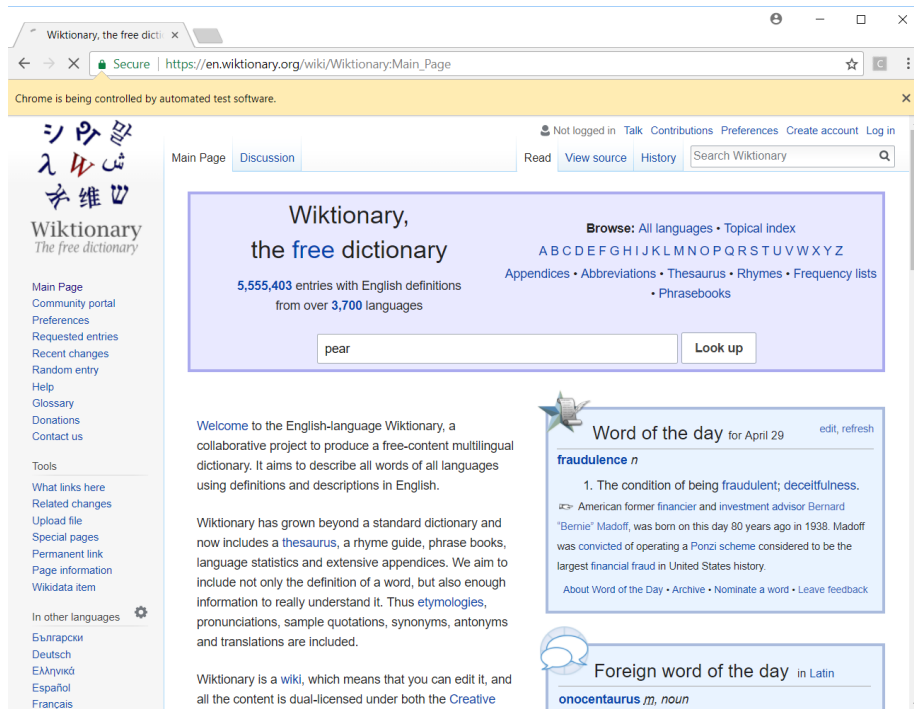 Wiktionary, the free dicti
Secure https://en.wiktionary.org/wiki/Wiktionary:Main_Page
Chrome is being controlled by automated test software.
Not logged in Talk Contributions Preferences Create account Log in
Main Page Discussion Read View source History Search Wiktionary
シ
λ W ش
维 ש
Wiktionary
The free dictionary
Main Page
Community portal
Preferences
Requested entries
Recent changes
Random entry
Help
Glossary
Donations
Contact us
Tools
What links here
Related changes
Upload file
Special pages
Permanent link
Page information
Wikidata item
In other languages
Български
Deutsch
Ελληνικά
Español
Français
Wiktionary,
the free dictionary
5,555,403 entries with English definitions
from over 3,700 languages
Browse: All languages • Topical index
A B C D E F G H I J K L M N O P Q R S T U V W X Y Z
Appendices • Abbreviations • Thesaurus • Rhymes • Frequency lists
• Phrasebooks
pear Look up
Welcome to the English-language Wiktionary, a
collaborative project to produce a free-content multilingual
dictionary. It aims to describe all words of all languages
using definitions and descriptions in English.
Wiktionary has grown beyond a standard dictionary and
now includes a thesaurus, a rhyme guide, phrase books,
language statistics and extensive appendices. We aim to
include not only the definition of a word, but also enough
information to really understand it. Thus etymologies,
pronunciations, sample quotations, synonyms, antonyms
and translations are included.
Wiktionary is a wiki, which means that you can edit it, and
all the content is dual-licensed under both the Creative
Word of the day for April 29 edit, refresh
fraudulence n
1. The condition of being fraudulent; deceitfulness.
American former financier and investment advisor Bernard
"Bernie" Madoff, was born on this day 80 years ago in 1938. Madoff
was convicted of operating a Ponzi scheme considered to be the
largest financial fraud in United States history.
About Word of the Day • Archive • Nominate a word • Leave feedback
Foreign word of the day in Latin
onocentaurus m, noun